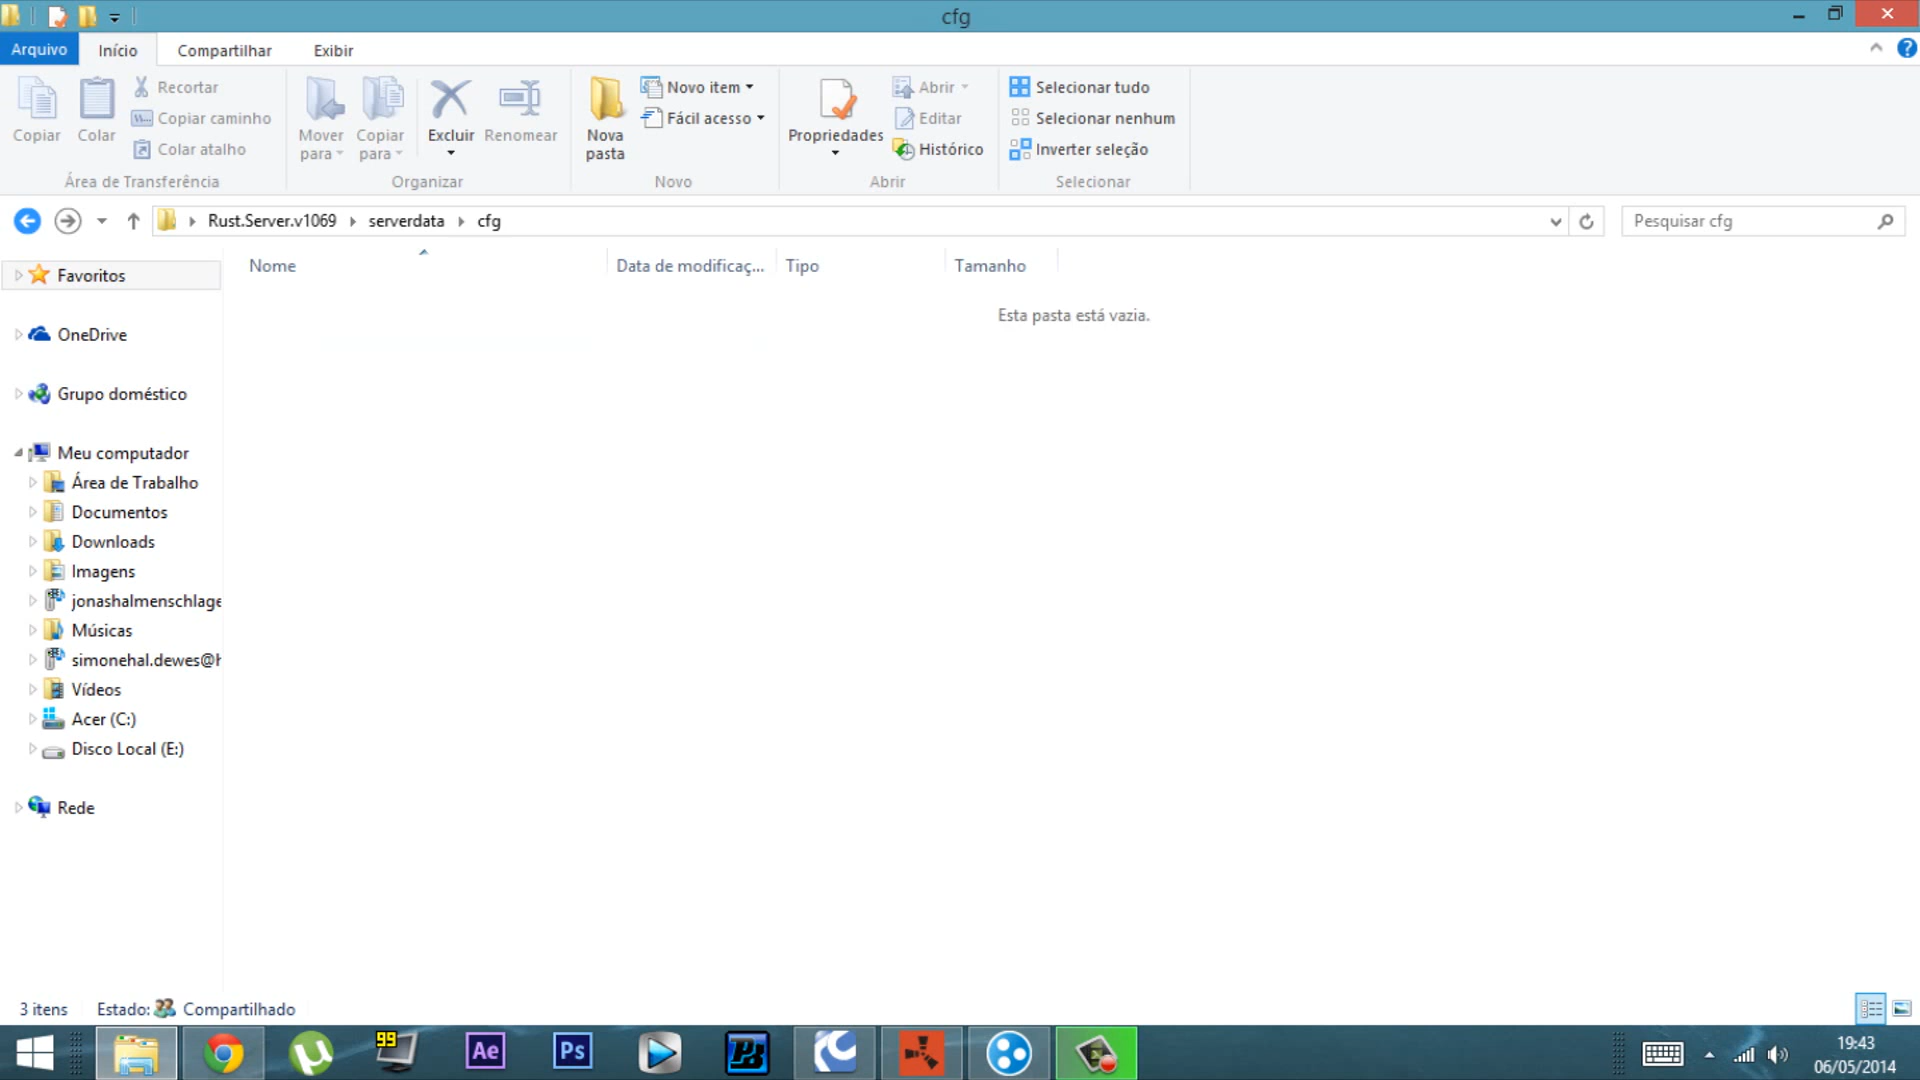 cfg
Arquivo Início Compartilhar Exibir
Copiar
Colar
Recortar
Copiar caminho
Colar atalho
Área de Transferência
Mover para
Copiar para
Excluir
Renomear
Organizar
Nova pasta
Novo item
Fácil acesso
Novo
Propriedades
Abrir
Editar
Histórico
Abrir
Selecionar tudo
Selecionar nenhum
Inverter seleção
Selecionar
Rust.Server.v1069 serverdata cfg
Pesquisar cfg
Nome Data de modificaç... Tipo Tamanho
Esta pasta está vazia.
Favoritos
OneDrive
Grupo doméstico
Meu computador
Área de Trabalho
Documentos
Downloads
Imagens
jonashalmenschlage
Músicas
simonehal.dewes@h
Vídeos
Acer (C:)
Disco Local (E:)
Rede
3 itens Estado: Compartilhado
99
Ae
Ps
19:43
06/05/2014